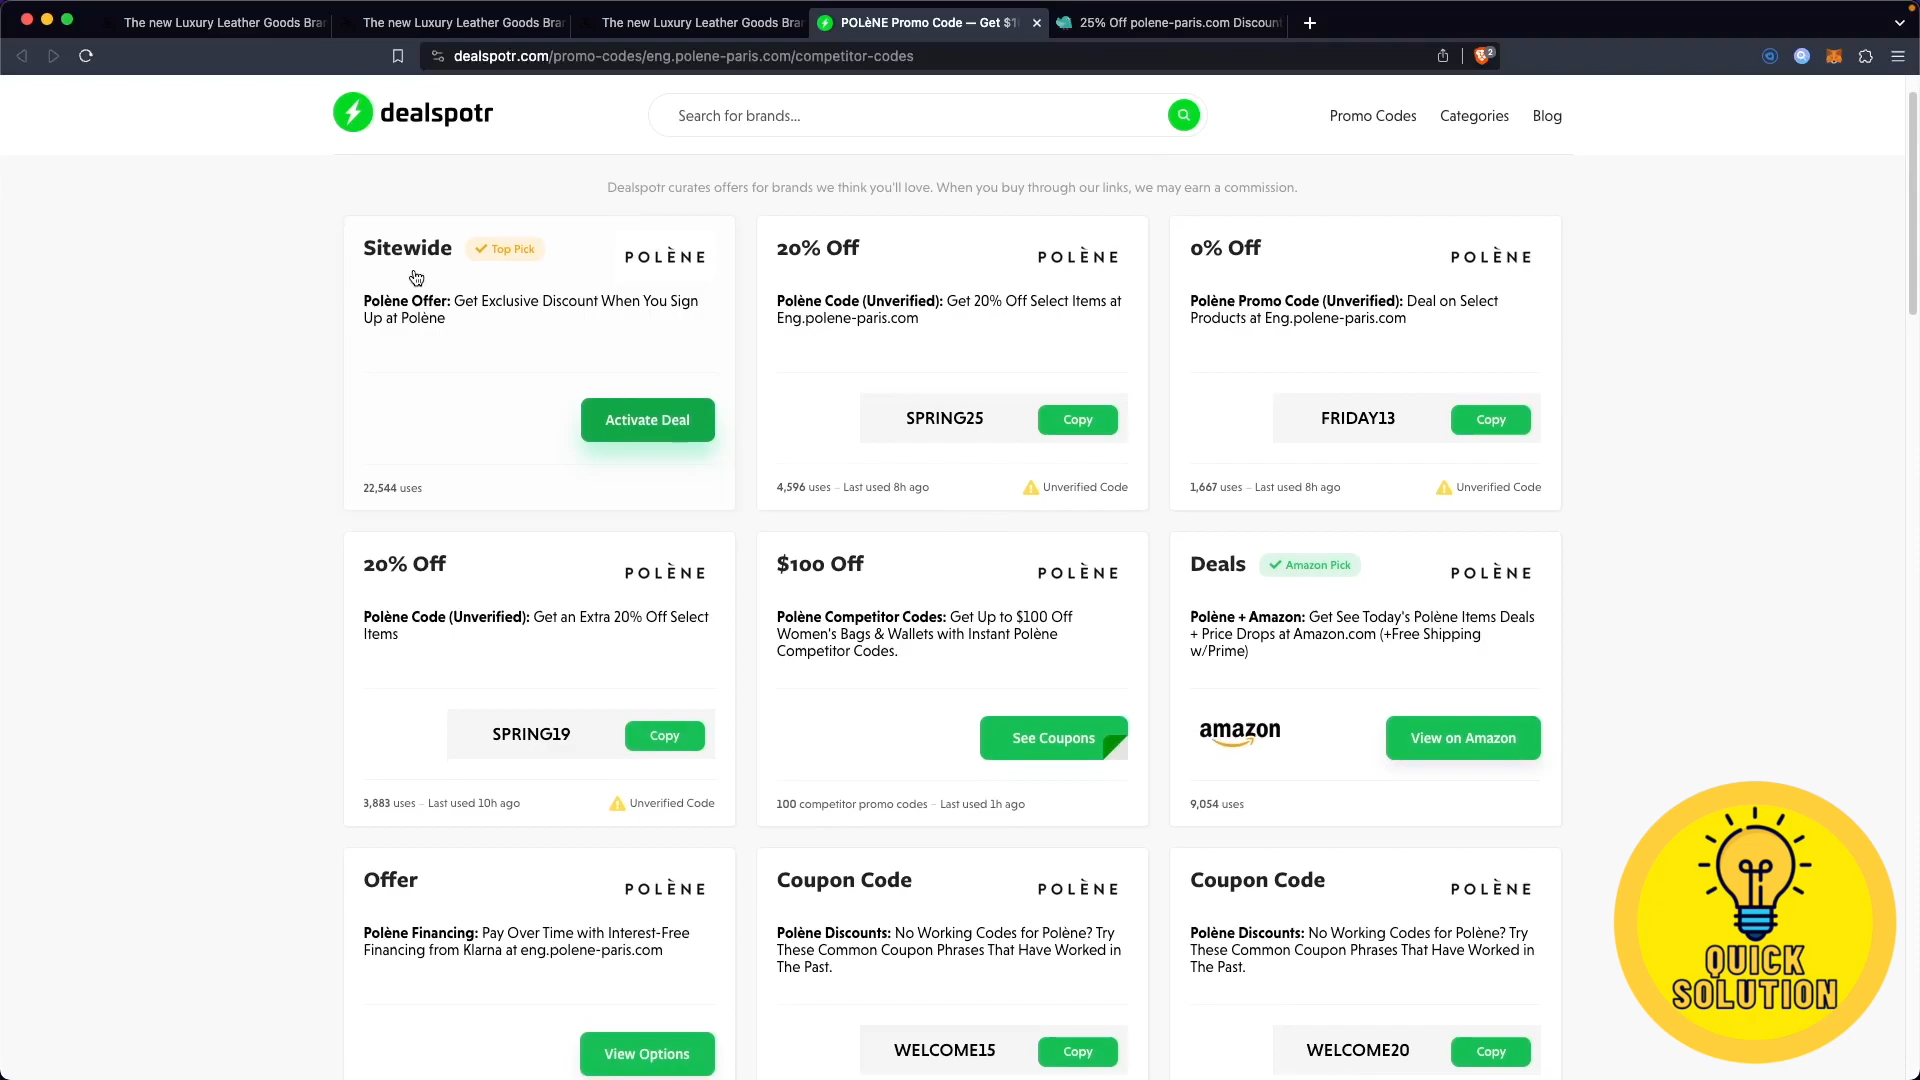 The new Luxury Leather Goods Bra
The new Luxury Leather Goods Bra
The new Luxury Leather Goods Bra
POLèNE Promo Code — Get $1
25% Off polene-paris.com Discoun
dealspotr.com/promo-codes/eng.polene-paris.com/competitor-codes
2
dealspotr
Search for brands...
Promo Codes
Categories
Blog
Dealspotr curates offers for brands we think you'll love. When you buy through our links, we may earn a commission.
Sitewide
Top Pick
POLÈNE
Polène Offer: Get Exclusive Discount When You Sign
Up at Polène
Activate Deal
22,544 uses
20% Off
POLÈNE
Polène Code (Unverified): Get 20% Off Select Items at
Eng.polene-paris.com
SPRING25
Copy
4,596 uses – Last used 8h ago
Unverified Code
0% Off
POLÈNE
Polène Promo Code (Unverified): Deal on Select
Products at Eng.polene-paris.com
FRIDAY13
Copy
1,667 uses – Last used 8h ago
Unverified Code
20% Off
POLÈNE
Polène Code (Unverified): Get an Extra 20% Off Select
Items
SPRING19
Copy
3,883 uses – Last used 10h ago
Unverified Code
$100 Off
POLÈNE
Polène Competitor Codes: Get Up to $100 Off
Women's Bags & Wallets with Instant Polène
Competitor Codes.
See Coupons
100 competitor promo codes – Last used 1h ago
Deals
Amazon Pick
POLÈNE
Polène + Amazon: Get See Today's Polène Items Deals
+ Price Drops at Amazon.com (+Free Shipping
w/Prime)
amazon
View on Amazon
9,054 uses
Offer
POLÈNE
Polène Financing: Pay Over Time with Interest-Free
Financing from Klarna at eng.polene-paris.com
View Options
Coupon Code
POLÈNE
Polène Discounts: No Working Codes for Polène? Try
These Common Coupon Phrases That Have Worked in
The Past.
WELCOME15
Copy
Coupon Code
POLÈNE
Polène Discounts: No Working Codes for Polène? Try
These Common Coupon Phrases That Have Worked in
The Past.
WELCOME20
Copy
QUICK
SOLUTION